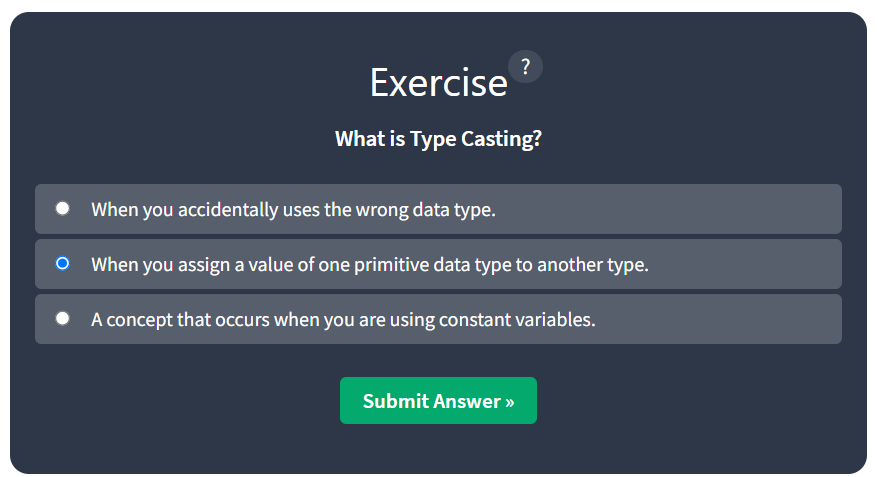 Exercise
?
What is Type Casting?
When you accidentally uses the wrong data type.
When you assign a value of one primitive data type to another type.
A concept that occurs when you are using constant variables.
Submit Answer »